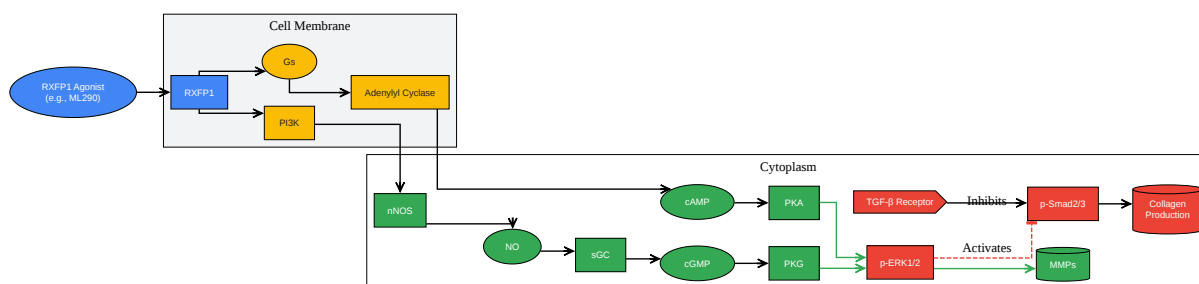 Cell Membrane
Gs
RXFP1 Agonist
(e.g., ML290)
RXFP1
Adenylyl Cyclase
PI3K
Cytoplasm
nNOS
cAMP
PKA
TGF-β Receptor
Inhibits
p-Smad2/3
Collagen
Production
NO
sGC
cGMP
PKG
p-ERK1/2
Activates
MMPs